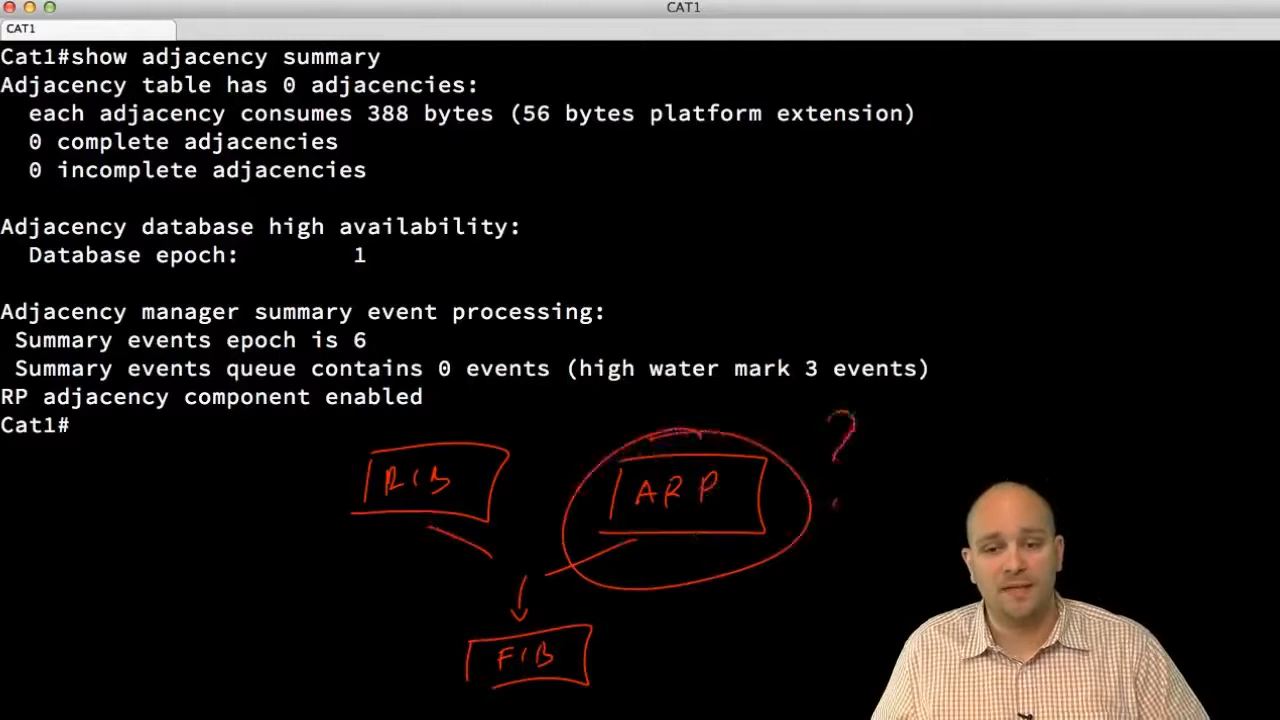 CAT1
CAT1
Cat1#show adjacency summary
Adjacency table has 0 adjacencies:
  each adjacency consumes 388 bytes (56 bytes platform extension)
  0 complete adjacencies
  0 incomplete adjacencies
Adjacency database high availability:
  Database epoch:        1
Adjacency manager summary event processing:
 Summary events epoch is 6
 Summary events queue contains 0 events (high water mark 3 events)
RP adjacency component enabled
Cat1#
?
RIB
ARP
FIB